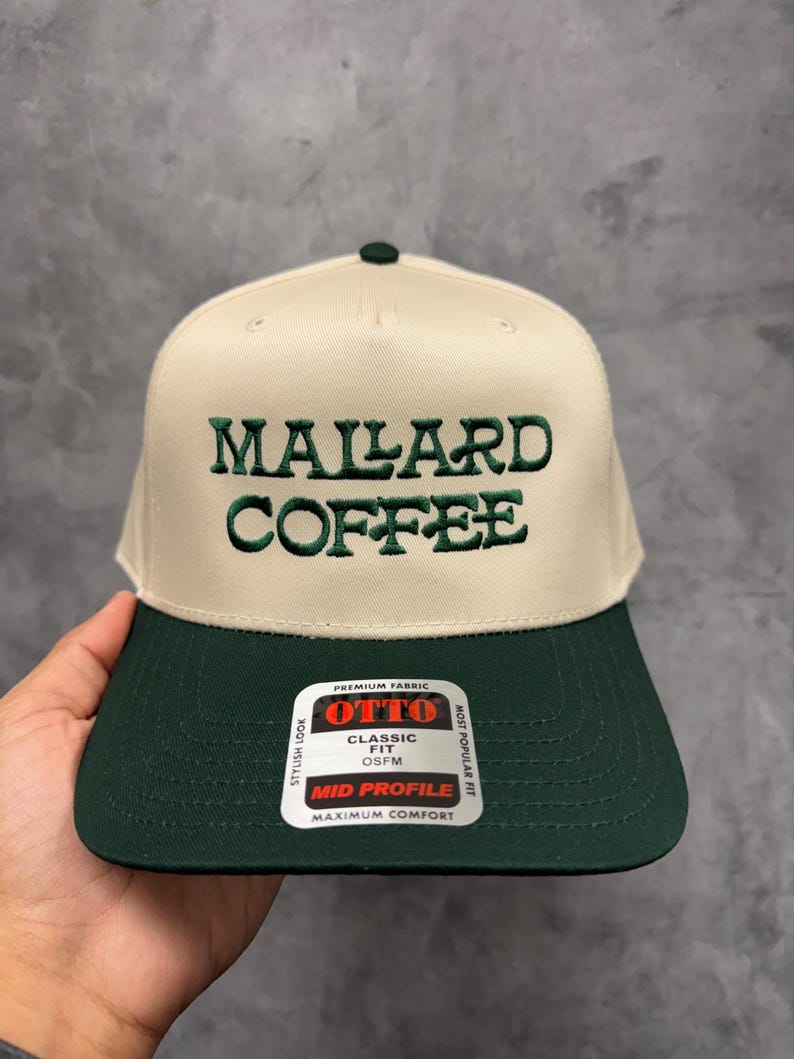 MALLARD
COFFEE
PREMIUM FABRIC
OTTO®
STYLISH LOOK
CLASSIC
FIT
OSFM
MOST POPULAR FIT
MID PROFILE
MAXIMUM COMFORT